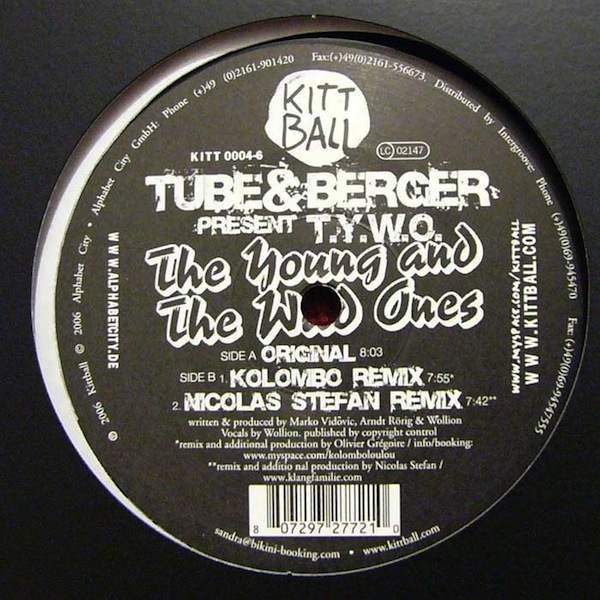 © 2006 Kittball © 2006 Alphabet City • Alphabet City GmbH: Phone (+)49 (0)2161-901420 Fax:(+)49(0)2161-556673. Distributed by Intergroove: Phone (+)49(0)69.9454570 Fax: (+)49(0)69-94547555
KITT
BALL
KITT 0004-6
LC 02147
TUBE&BERGER
PRESENT T.Y.W.O.
The Young and
The Wild Ones
SIDE A ORIGINAL 8:03
SIDE B 1. KOLOMBO REMIX 7:55*
2. NICOLAS STEFAN REMIX 7:42**
written & produced by Marko Vidovic, Arndt Rörig & Wollion
Vocals by Wollion. published by copyright control
*remix and additional production by Olivier Grégoire / info/booking:
www.myspace.com/kolomboloulou
**remix and additio nal production by Nicolas Stefan /
www.klangfamilie.com
8 07297 27721 0
sandra@bikini-booking.com • www.kittball.com
WWW.ALPHABETCITY.DE
www.myspace.com/KITTBALL
WWW.KITTBALL.COM